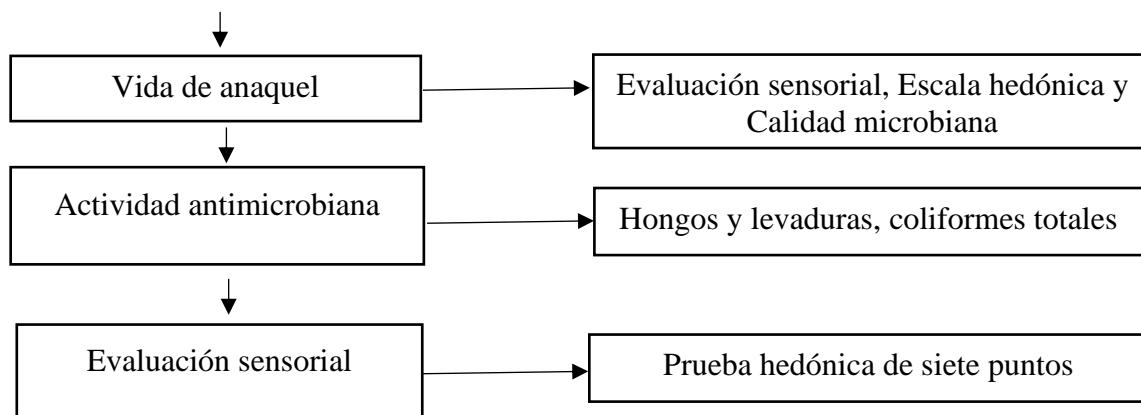 Vida de anaquel
Evaluación sensorial, Escala hedónica y
Calidad microbiana
Actividad antimicrobiana
Hongos y levaduras, coliformes totales
Evaluación sensorial
Prueba hedónica de siete puntos